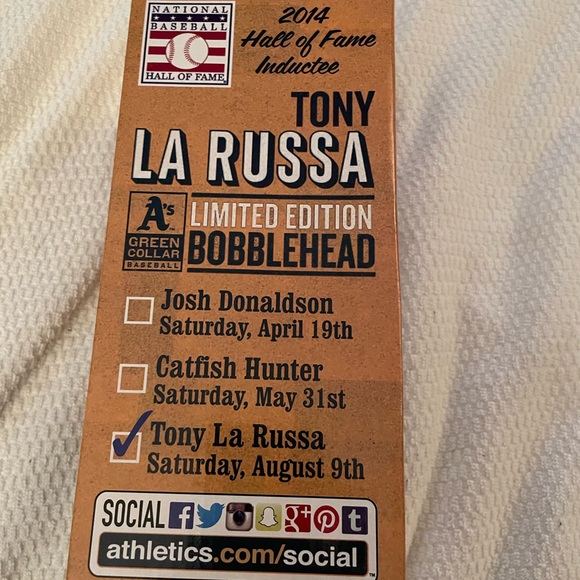 NATIONAL
BASEBALL
HALL OF FAME
2014
Hall of Fame
Inductee
TONY
LA RUSSA
A's
GREEN
COLLAR
BASEBALL
LIMITED EDITION
BOBBLEHEAD
Josh Donaldson
Saturday, April 19th
Catfish Hunter
Saturday, May 31st
Tony La Russa
Saturday, August 9th
SOCIAL f g+ P t
athletics.com/social